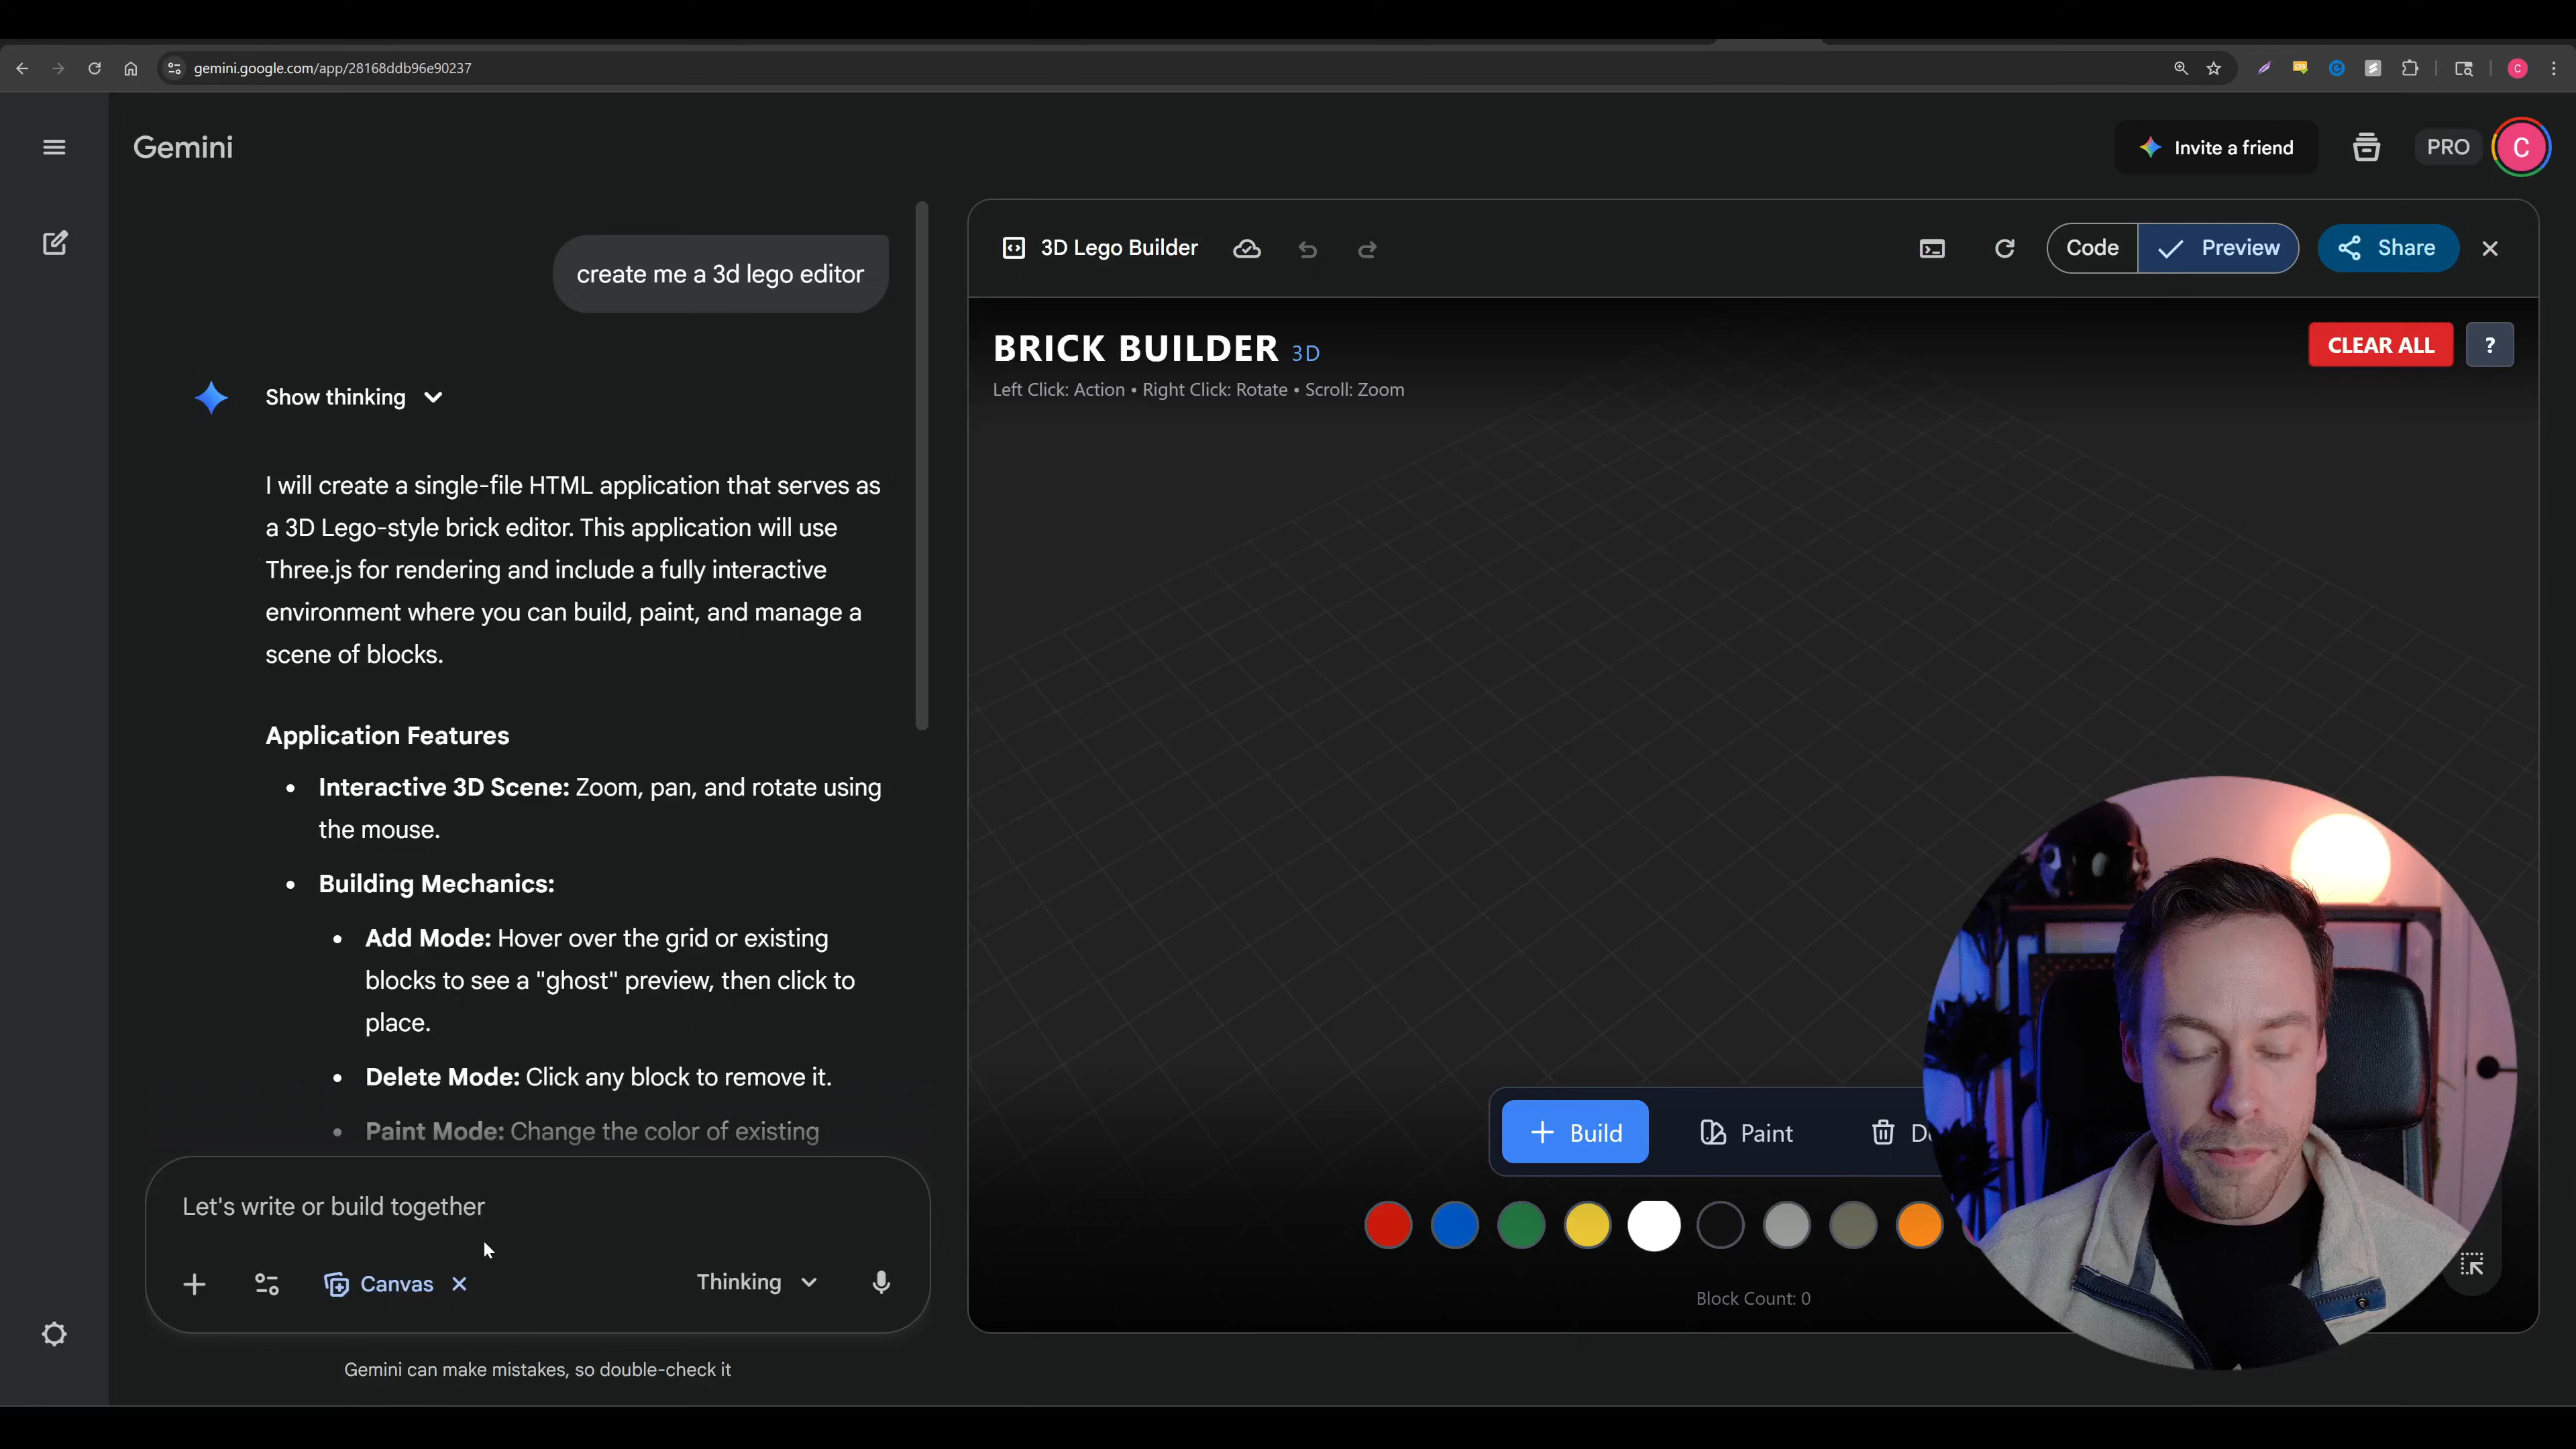 gemini.google.com/app/28168ddb96e90237
C
Gemini
Invite a friend
PRO
C
create me a 3d lego editor
Show thinking
I will create a single-file HTML application that serves as
a 3D Lego-style brick editor. This application will use
Three.js for rendering and include a fully interactive
environment where you can build, paint, and manage a
scene of blocks.
Application Features
• Interactive 3D Scene: Zoom, pan, and rotate using
the mouse.
• Building Mechanics:
• Add Mode: Hover over the grid or existing
blocks to see a "ghost" preview, then click to
place.
• Delete Mode: Click any block to remove it.
• Paint Mode: Change the color of existing
Let's write or build together
Canvas
Thinking
Gemini can make mistakes, so double-check it
3D Lego Builder
Code
Preview
Share
BRICK BUILDER 3D
Left Click: Action • Right Click: Rotate • Scroll: Zoom
CLEAR ALL
?
Build
Paint
Block Count: 0